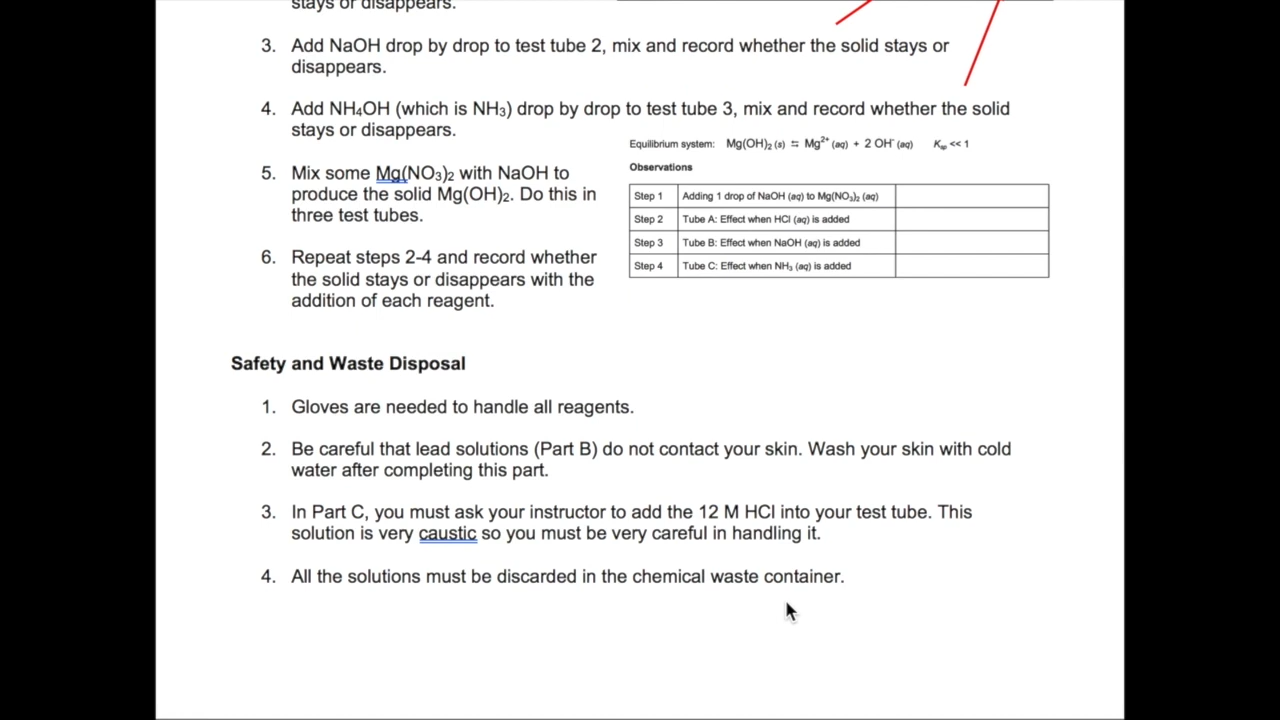 stays or disappears.
3. Add NaOH drop by drop to test tube 2, mix and record whether the solid stays or
disappears.
4. Add NH₄OH (which is NH₃) drop by drop to test tube 3, mix and record whether the solid
stays or disappears.
5. Mix some Mg(NO₃)₂ with NaOH to
produce the solid Mg(OH)₂. Do this in
three test tubes.
6. Repeat steps 2-4 and record whether
the solid stays or disappears with the
addition of each reagent.
Equilibrium system: Mg(OH)₂ (s) ⇆ Mg²⁺ (aq) + 2 OH⁻ (aq) Kₛₚ << 1
Observations
Step 1 Adding 1 drop of NaOH (aq) to Mg(NO₃)₂ (aq)
Step 2 Tube A: Effect when HCl (aq) is added
Step 3 Tube B: Effect when NaOH (aq) is added
Step 4 Tube C: Effect when NH₃ (aq) is added
Safety and Waste Disposal
1. Gloves are needed to handle all reagents.
2. Be careful that lead solutions (Part B) do not contact your skin. Wash your skin with cold
water after completing this part.
3. In Part C, you must ask your instructor to add the 12 M HCl into your test tube. This
solution is very caustic so you must be very careful in handling it.
4. All the solutions must be discarded in the chemical waste container.